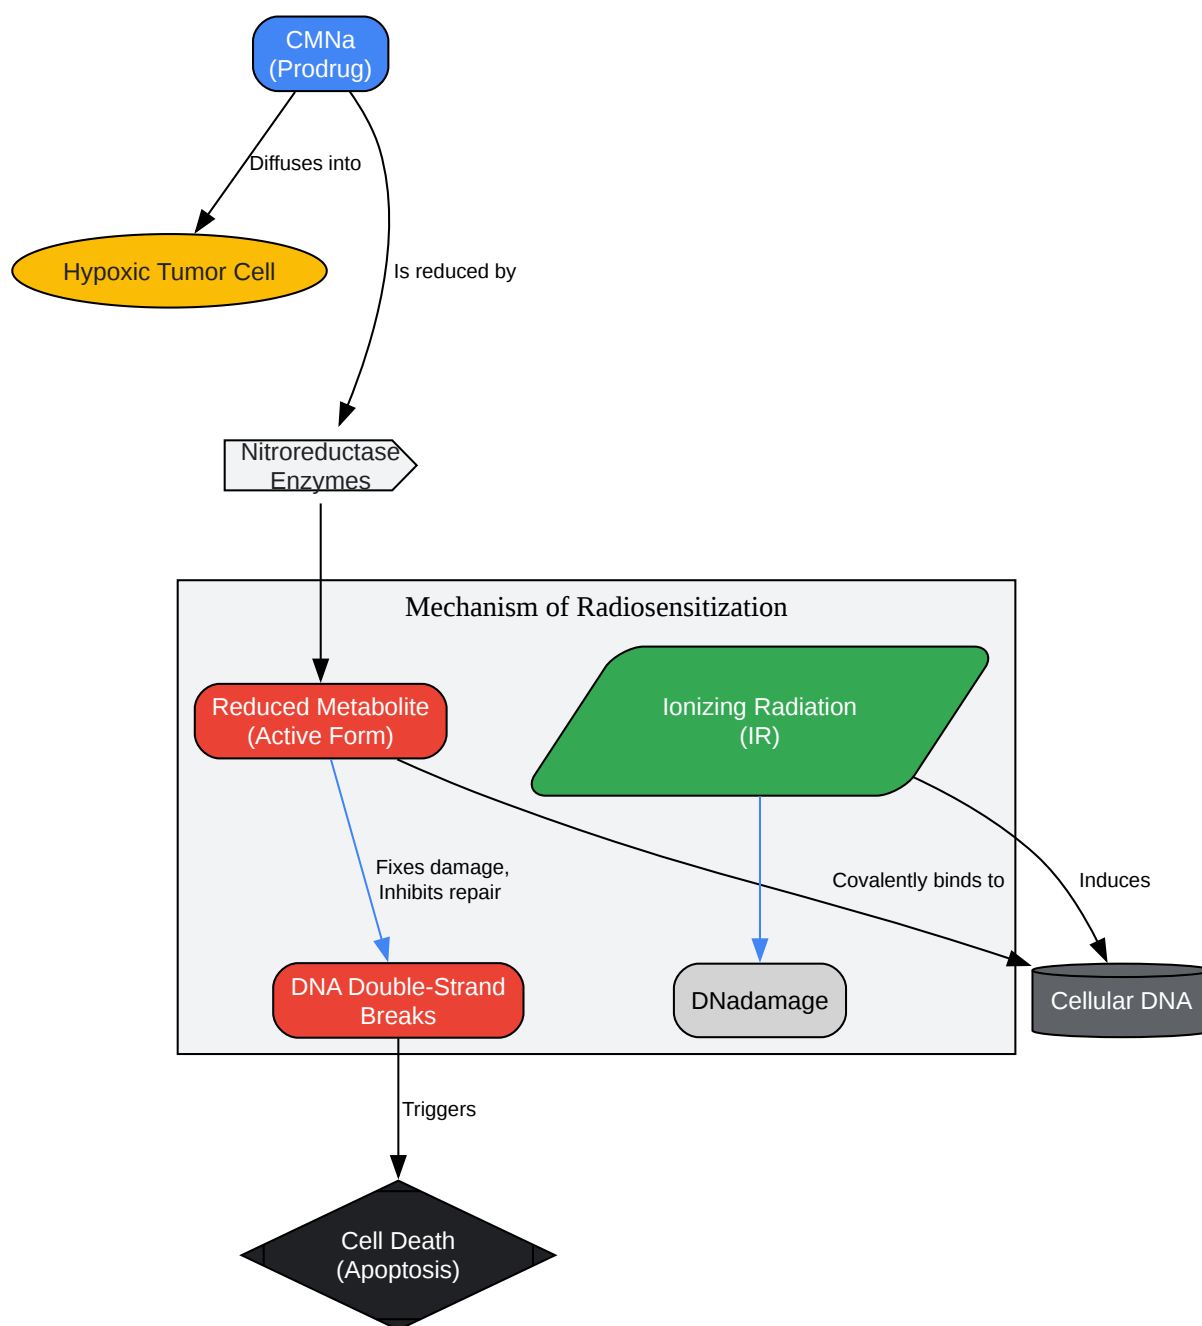 CMNa
(Prodrug)
Diffuses into
Hypoxic Tumor Cell
Is reduced by
Nitroreductase
Enzymes
Mechanism of Radiosensitization
Reduced Metabolite
(Active Form)
Ionizing Radiation
(IR)
Fixes damage,
Inhibits repair
Covalently binds to
Induces
DNA Double-Strand
Breaks
DNadamage
Cellular DNA
Triggers
Cell Death
(Apoptosis)